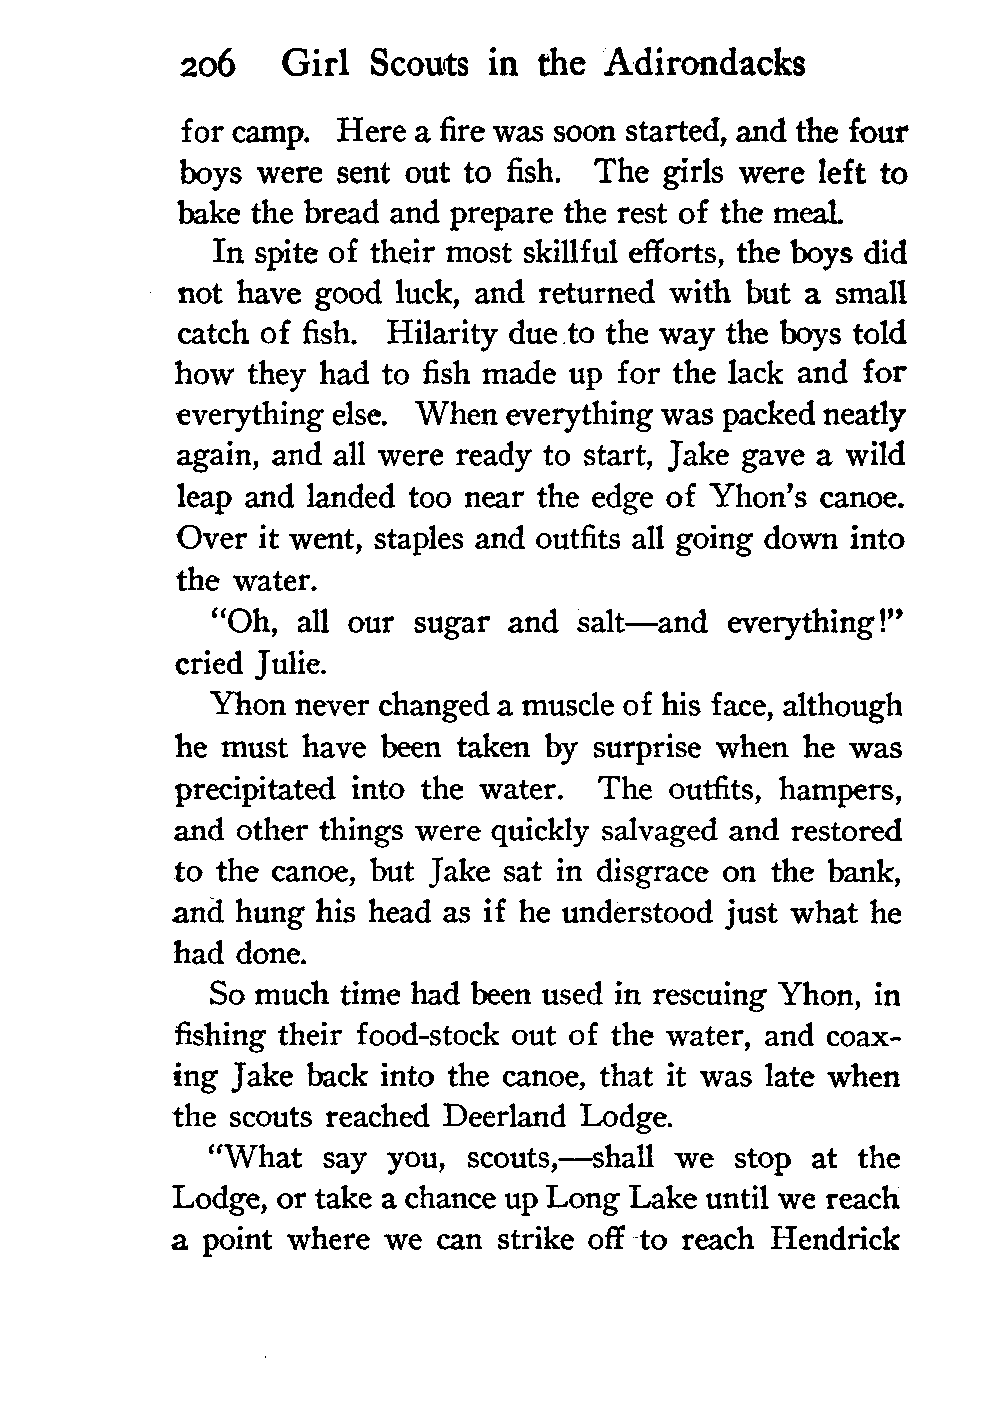 206 Girl Scouts in the Adirondacks
for camp. Here a fire was soon started, and the four
boys were sent out to fish. The girls were left to
bake the bread and prepare the rest of the meal.
In spite of their most skillful efforts, the boys did
not have good luck, and returned with but a small
catch of fish. Hilarity due to the way the boys told
how they had to fish made up for the lack and for
everything else. When everything was packed neatly
again, and all were ready to start, Jake gave a wild
leap and landed too near the edge of Yhon's canoe.
Over it went, staples and outfits all going down into
the water.
"Oh, all our sugar and salt—and everything!"
cried Julie.
Yhon never changed a muscle of his face, although
he must have been taken by surprise when he was
precipitated into the water. The outfits, hampers,
and other things were quickly salvaged and restored
to the canoe, but Jake sat in disgrace on the bank,
and hung his head as if he understood just what he
had done.
So much time had been used in rescuing Yhon, in
fishing their food-stock out of the water, and coax-
ing Jake back into the canoe, that it was late when
the scouts reached Deerland Lodge.
"What say you, scouts,—shall we stop at the
Lodge, or take a chance up Long Lake until we reach
a point where we can strike off to reach Hendrick